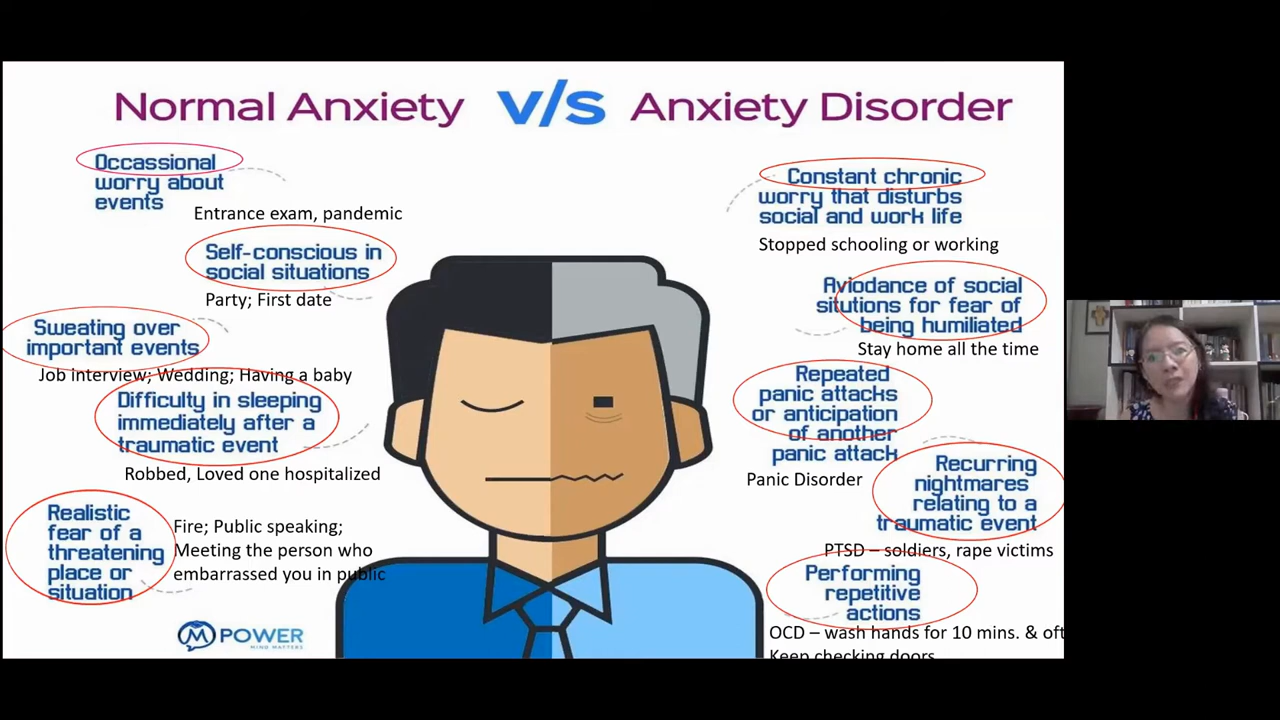 Normal Anxiety v/s Anxiety Disorder
Occassional
worry about
events
Entrance exam, pandemic
Self-conscious in
social situations
Party; First date
Sweating over
important events
Job interview; Wedding; Having a baby
Difficulty in sleeping
immediately after a
traumatic event
Robbed, Loved one hospitalized
Realistic
fear of a
threatening
place or
situation
Fire; Public speaking;
Meeting the person who
embarrassed you in public
MPOWER
MIND MATTERS
Constant chronic
worry that disturbs
social and work life
Stopped schooling or working
Aviodance of social
situtions for fear of
being humiliated
Stay home all the time
Repeated
panic attacks
or anticipation
of another
panic attack
Panic Disorder
Recurring
nightmares
relating to a
traumatic event
PTSD – soldiers, rape victims
Performing
repetitive
actions
OCD – wash hands for 10 mins. & oft
Keep checking doors